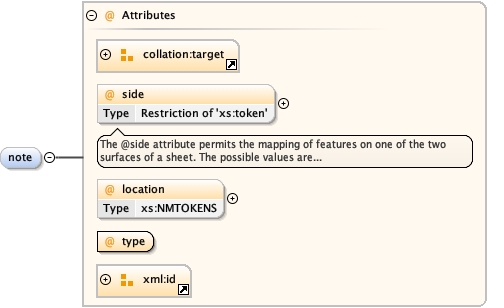 @ Attributes
collation:target
@ side
Type Restriction of 'xs:token'
The @side attribute permits the mapping of features on one of the two
surfaces of a sheet. The possible values are...
note
@ location
Type xs:NMTOKENS
@ type
xml:id